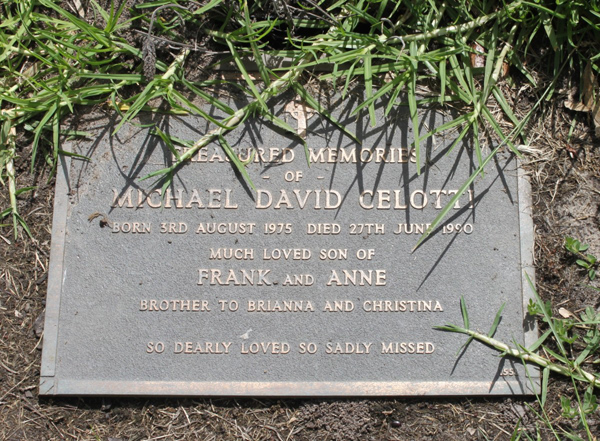 TREASURED MEMORIES
- OF -
MICHAEL DAVID CELOTTI
BORN 3RD AUGUST 1975 DIED 27TH JUNE 1990
MUCH LOVED SON OF
FRANK AND ANNE
BROTHER TO BRIANNA AND CHRISTINA
SO DEARLY LOVED SO SADLY MISSED